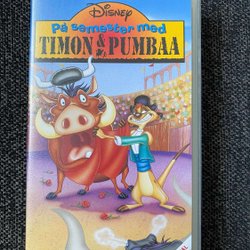 Disney
På semester med
TIMON & PUMBAA